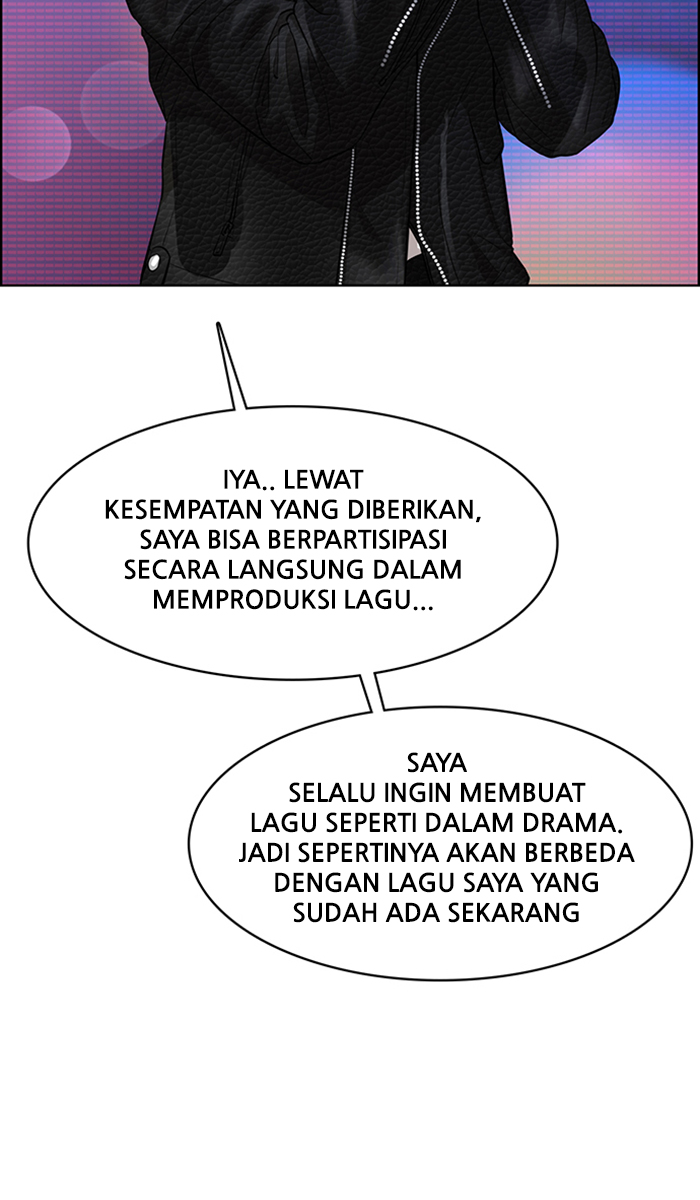 IYA.. LEWAT
KESEMPATAN YANG DIBERIKAN,
SAYA BISA BERPARTISIPASI
SECARA LANGSUNG DALAM
MEMPRODUKSI LAGU...
SAYA
SELALU INGIN MEMBUAT
LAGU SEPERTI DALAM DRAMA.
JADI SEPERTINYA AKAN BERBEDA
DENGAN LAGU SAYA YANG
SUDAH ADA SEKARANG